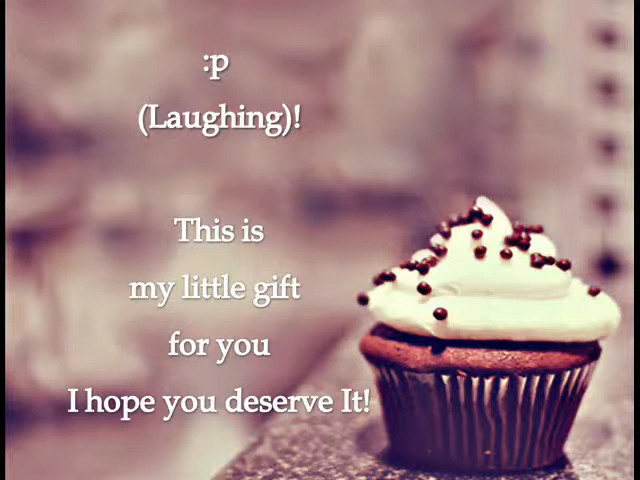 :p
(Laughing)!
This is
my little gift
for you
I hope you deserve It!